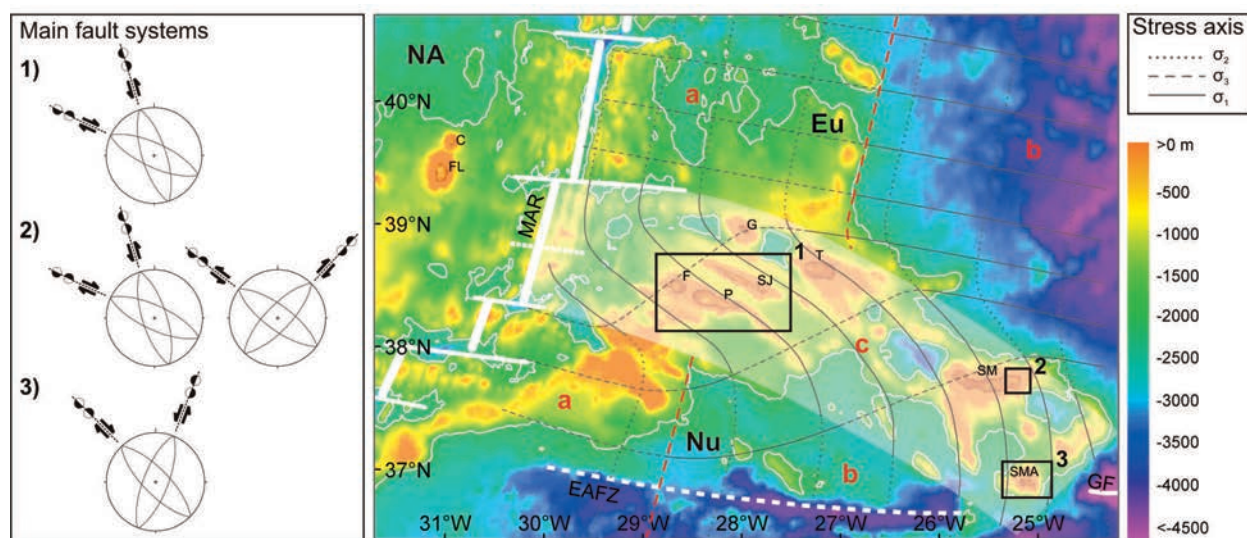 Main fault systems
1)
2)
3)
NA
Eu
Nu
MAR
EAFZ
GF
a
b
a
b
c
C
FL
G
T
F
P
SJ
SM
SMA
1
2
3
40°N
39°N
38°N
37°N
31°W 30°W 29°W 28°W 27°W 26°W 25°W
Stress axis
σ₂
σ₃
σ₁
>0 m
-500
-1000
-1500
-2000
-2500
-3000
-3500
-4000
<-4500